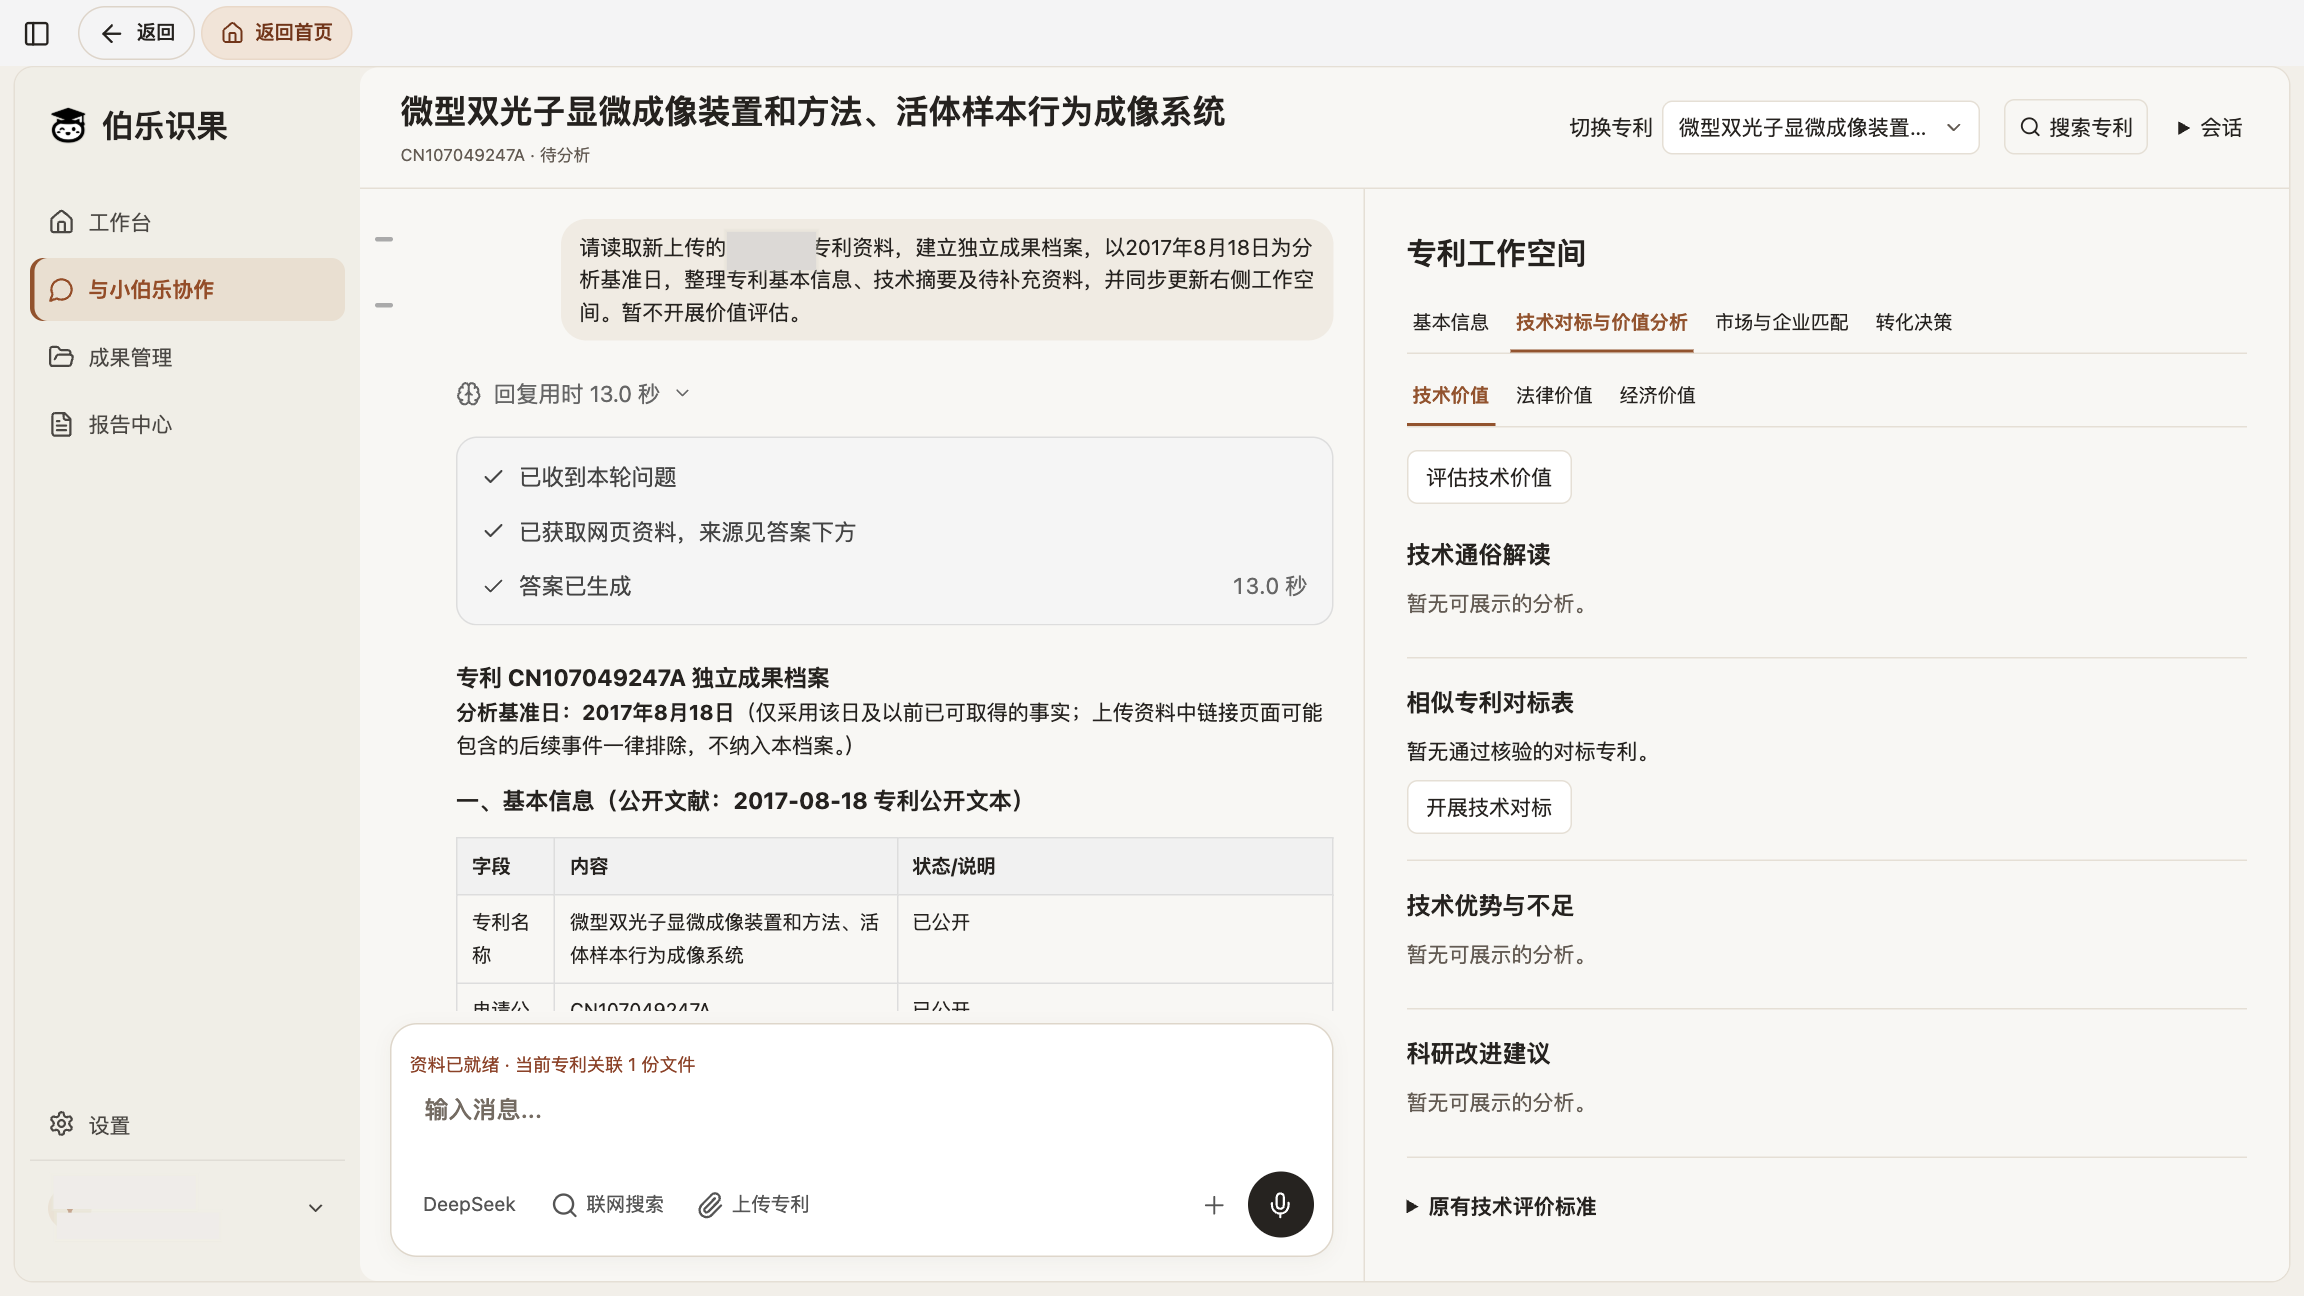 返回
返回首页
伯乐识果
工作台
与小伯乐协作
成果管理
报告中心
设置
微型双光子显微成像装置和方法、活体样本行为成像系统
CN107049247A · 待分析
切换专利
微型双光子显微成像装置...
搜索专利
▶ 会话
请读取新上传的 专利资料，建立独立成果档案，以2017年8月18日为分
析基准日，整理专利基本信息、技术摘要及待补充资料，并同步更新右侧工作空
间。暂不开展价值评估。
回复用时 13.0 秒
已收到本轮问题
已获取网页资料，来源见答案下方
答案已生成 13.0 秒
专利 CN107049247A 独立成果档案
分析基准日：2017年8月18日（仅采用该日及以前已可取得的事实；上传资料中链接页面可能
包含的后续事件一律排除，不纳入本档案。）
一、基本信息（公开文献：2017-08-18 专利公开文本）
字段 内容 状态/说明
专利名 微型双光子显微成像装置和方法、活 已公开
称 体样本行为成像系统
申请公 CN107049247A 已公开
资料已就绪 · 当前专利关联 1 份文件
输入消息...
DeepSeek 联网搜索 上传专利
专利工作空间
基本信息 技术对标与价值分析 市场与企业匹配 转化决策
技术价值 法律价值 经济价值
评估技术价值
技术通俗解读
暂无可展示的分析。
相似专利对标表
暂无通过核验的对标专利。
开展技术对标
技术优势与不足
暂无可展示的分析。
科研改进建议
暂无可展示的分析。
▶ 原有技术评价标准